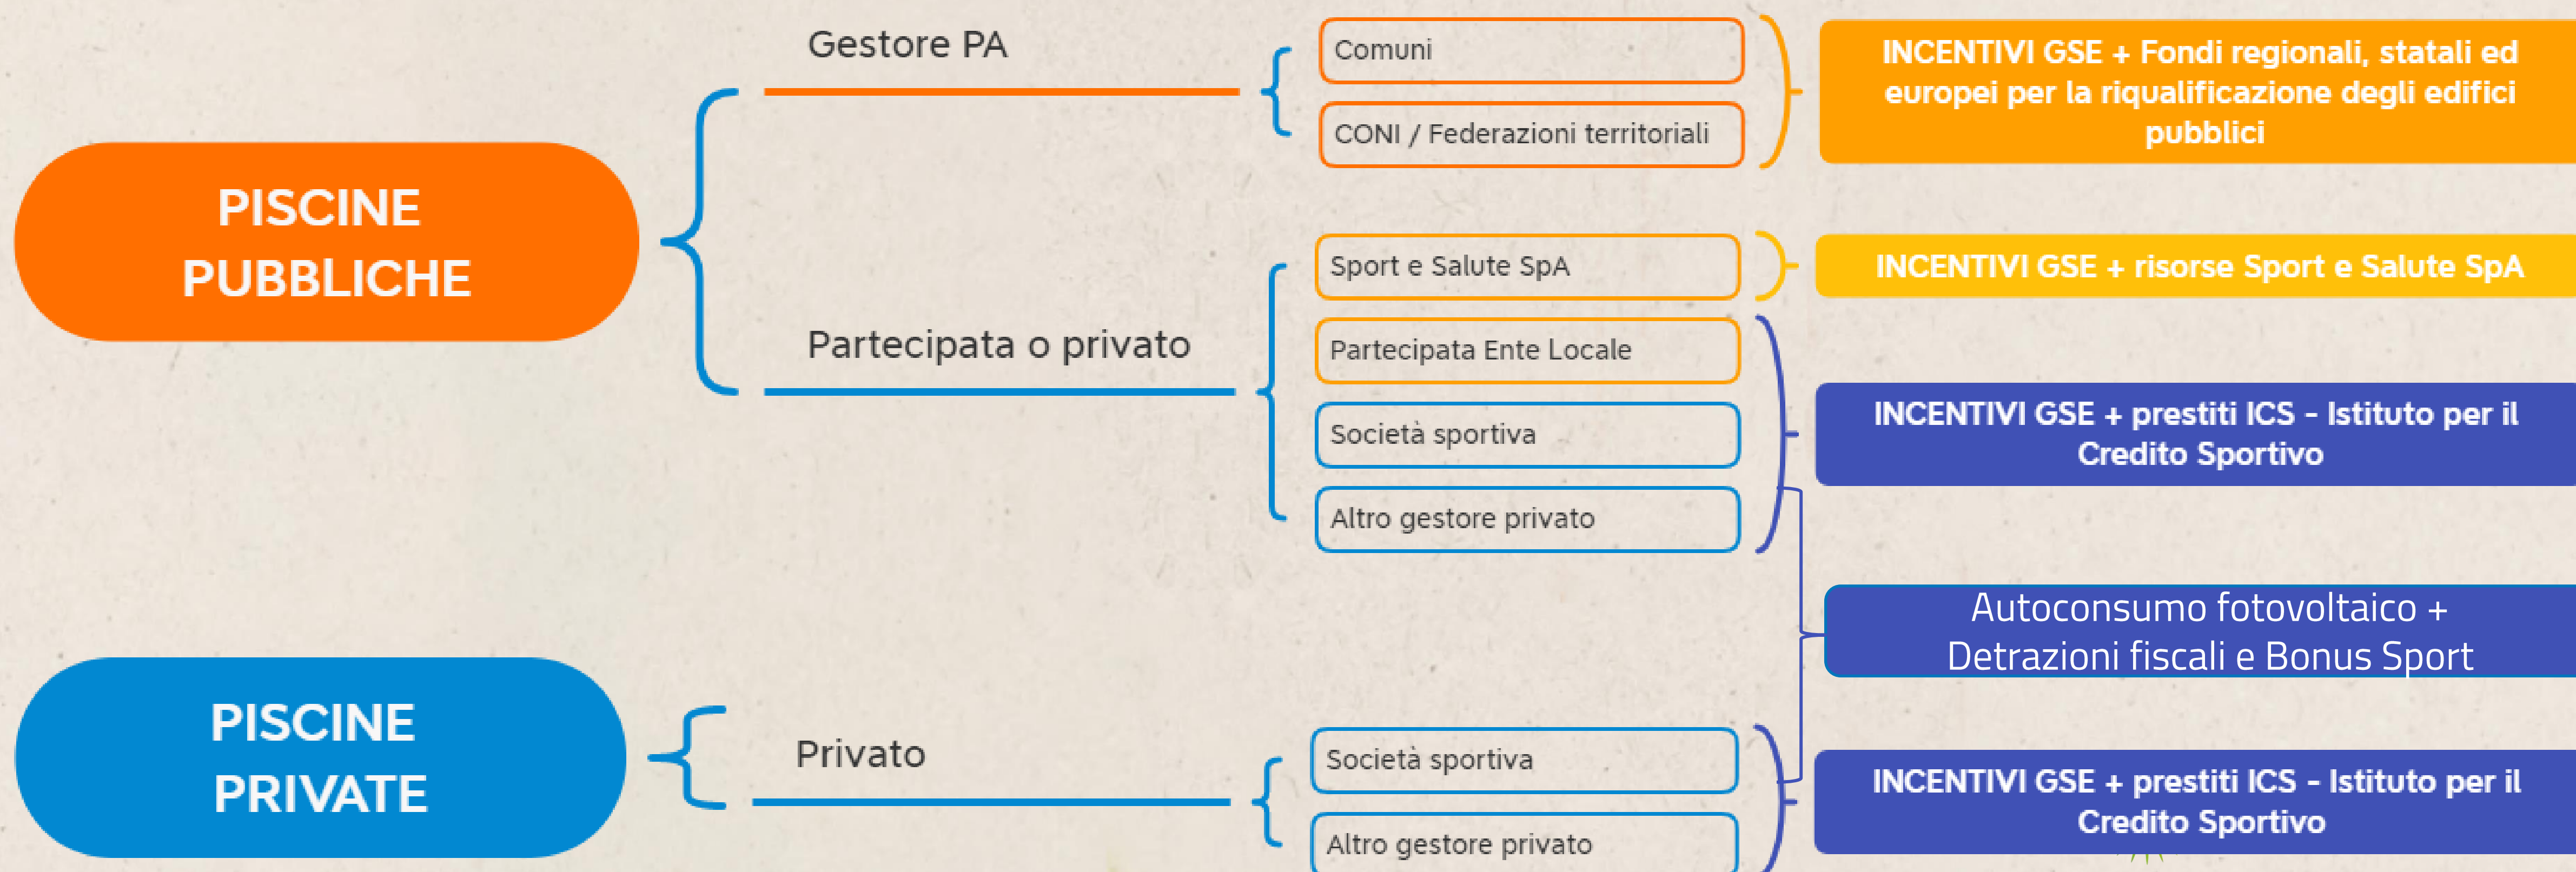 PISCINE
PUBBLICHE
Gestore PA
Comuni
CONI / Federazioni territoriali
INCENTIVI GSE + Fondi regionali, statali ed
europei per la riqualificazione degli edifici
pubblici
Partecipata o privato
Sport e Salute SpA
INCENTIVI GSE + risorse Sport e Salute SpA
Partecipata Ente Locale
Società sportiva
Altro gestore privato
INCENTIVI GSE + prestiti ICS - Istituto per il
Credito Sportivo
Autoconsumo fotovoltaico +
Detrazioni fiscali e Bonus Sport
PISCINE
PRIVATE
Privato
Società sportiva
Altro gestore privato
INCENTIVI GSE + prestiti ICS - Istituto per il
Credito Sportivo